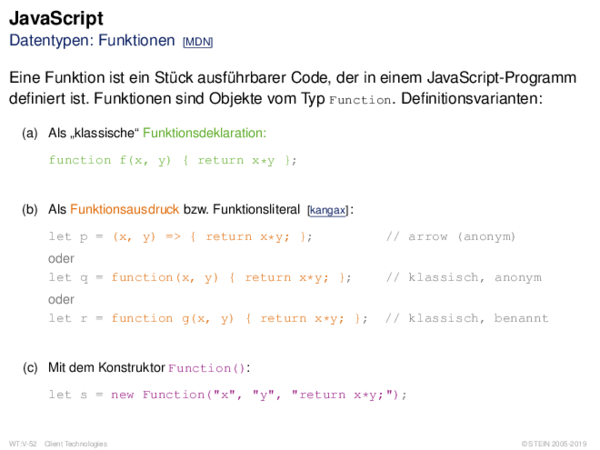 JavaScript
Datentypen: Funktionen [MDN]
Eine Funktion ist ein Stück ausführbarer Code, der in einem JavaScript-Programm
definiert ist. Funktionen sind Objekte vom Typ Function. Definitionsvarianten:
(a) Als „klassische“ Funktionsdeklaration:
function f(x, y) { return x*y };
(b) Als Funktionsausdruck bzw. Funktionsliteral [kangax]:
let p = (x, y) => { return x*y; }; // arrow (anonym)
oder
let q = function(x, y) { return x*y; }; // klassisch, anonym
oder
let r = function g(x, y) { return x*y; }; // klassisch, benannt
(c) Mit dem Konstruktor Function():
let s = new Function("x", "y", "return x*y;");
WT:V-52 Client Technologies © STEIN 2005-2019